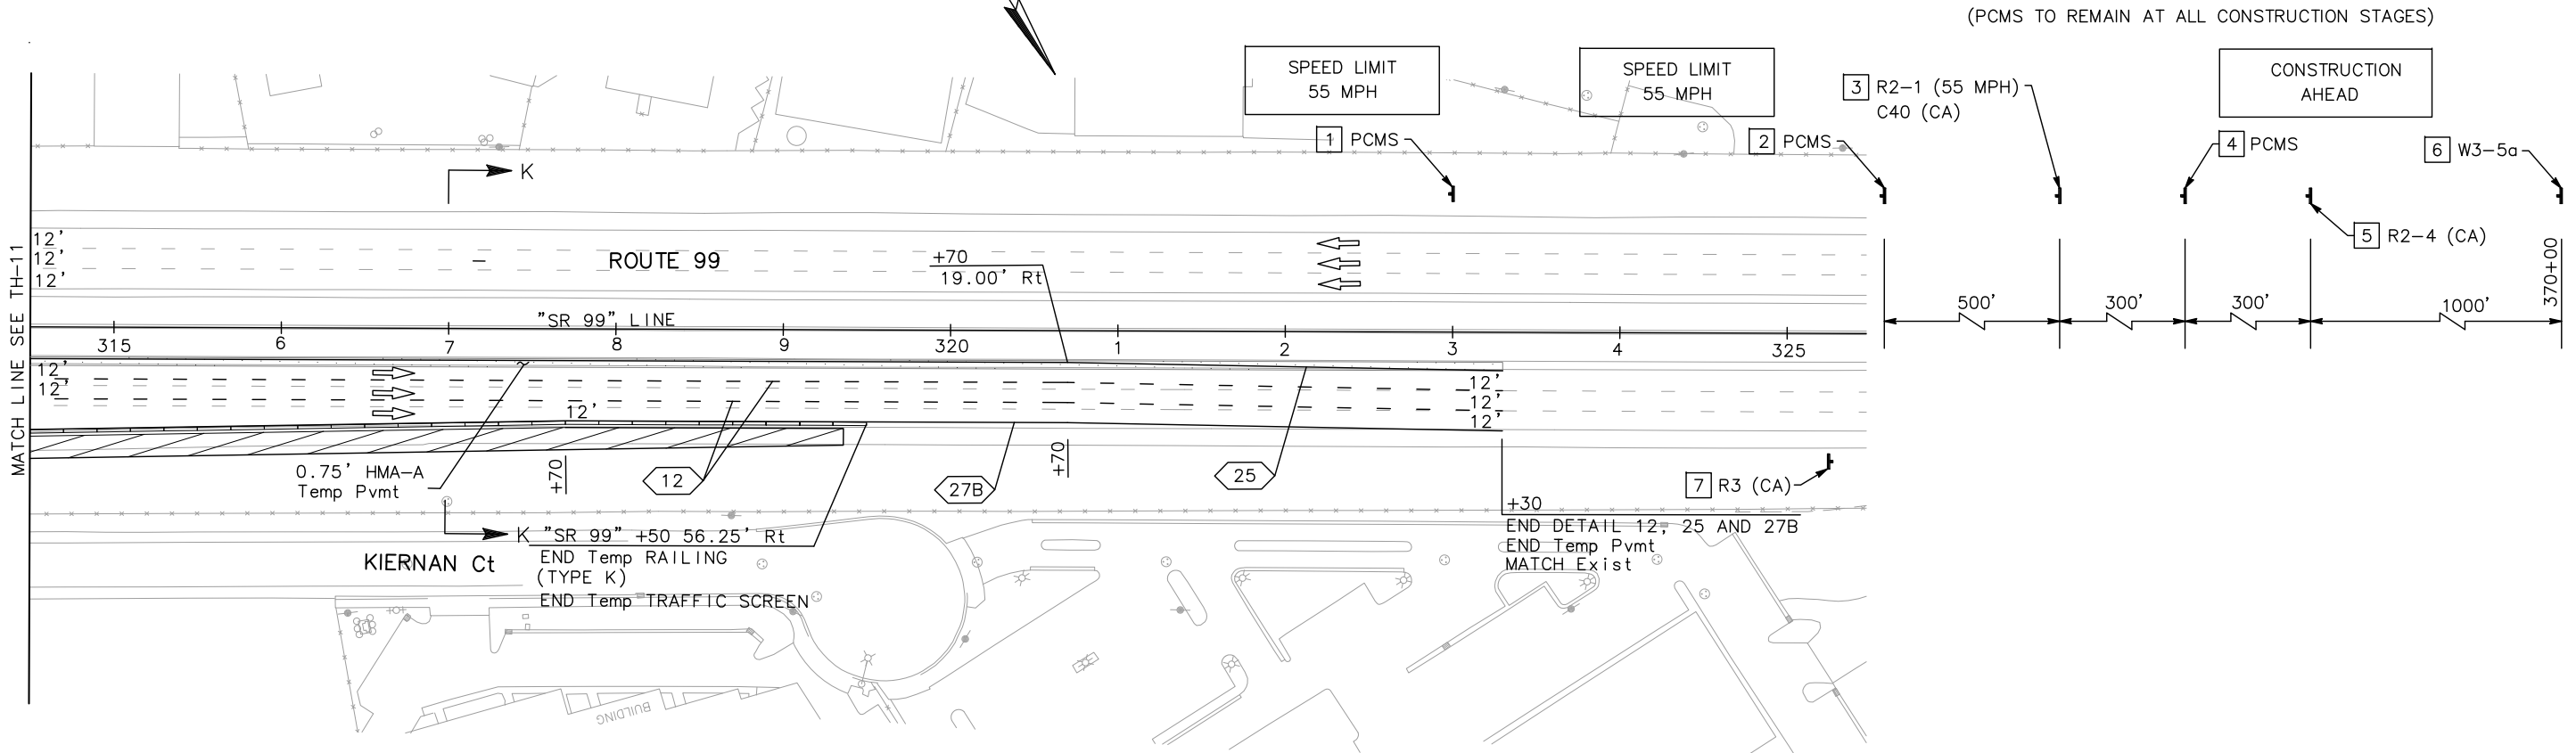 (PCMS TO REMAIN AT ALL CONSTRUCTION STAGES)
SPEED LIMIT
55 MPH
SPEED LIMIT
55 MPH
CONSTRUCTION
AHEAD
1 PCMS
2 PCMS
3 R2-1 (55 MPH)
C40 (CA)
4 PCMS
5 R2-4 (CA)
6 W3-5a
K
MATCH LINE SEE TH-11
12'
12'
12'
ROUTE 99
+70
19.00' Rt
500'
300'
300'
1000'
370+00
"SR 99" LINE
315
6
7
8
9
320
1
2
3
4
325
12'
12'
12'
12'
12'
12'
0.75' HMA-A
Temp Pvmt
+70
12
27B
+70
25
7 R3 (CA)
K
"SR 99" +50 56.25' Rt
END Temp RAILING
(TYPE K)
END Temp TRAFFIC SCREEN
+30
END DETAIL 12, 25 AND 27B
END Temp Pvmt
MATCH Exist
KIERNAN Ct
BUILDING